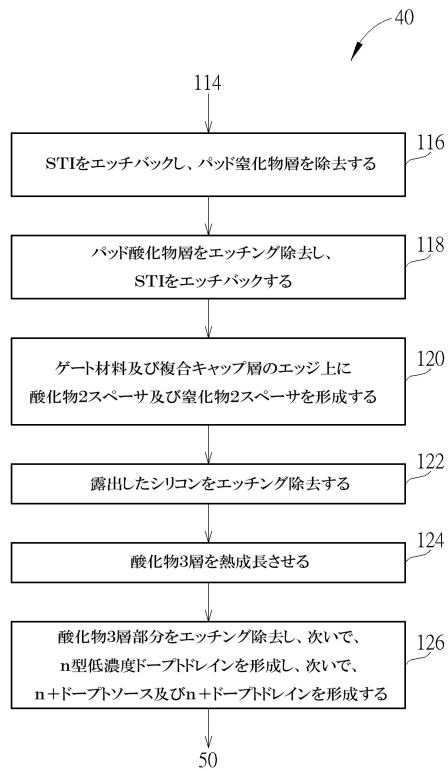 40
114
116
STIをエッチバックし、パッド窒化物層を除去する
118
パッド酸化物層をエッチング除去し、
STIをエッチバックする
120
ゲート材料及び複合キャップ層のエッジ上に
酸化物2スペーサ及び窒化物2スペーサを形成する
122
露出したシリコンをエッチング除去する
124
酸化物3層を熱成長させる
126
酸化物3層部分をエッチング除去し、次いで、
n型低濃度ドープトドレインを形成し、次いで、
n+ドープトソース及びn+ドープトドレインを形成する
50